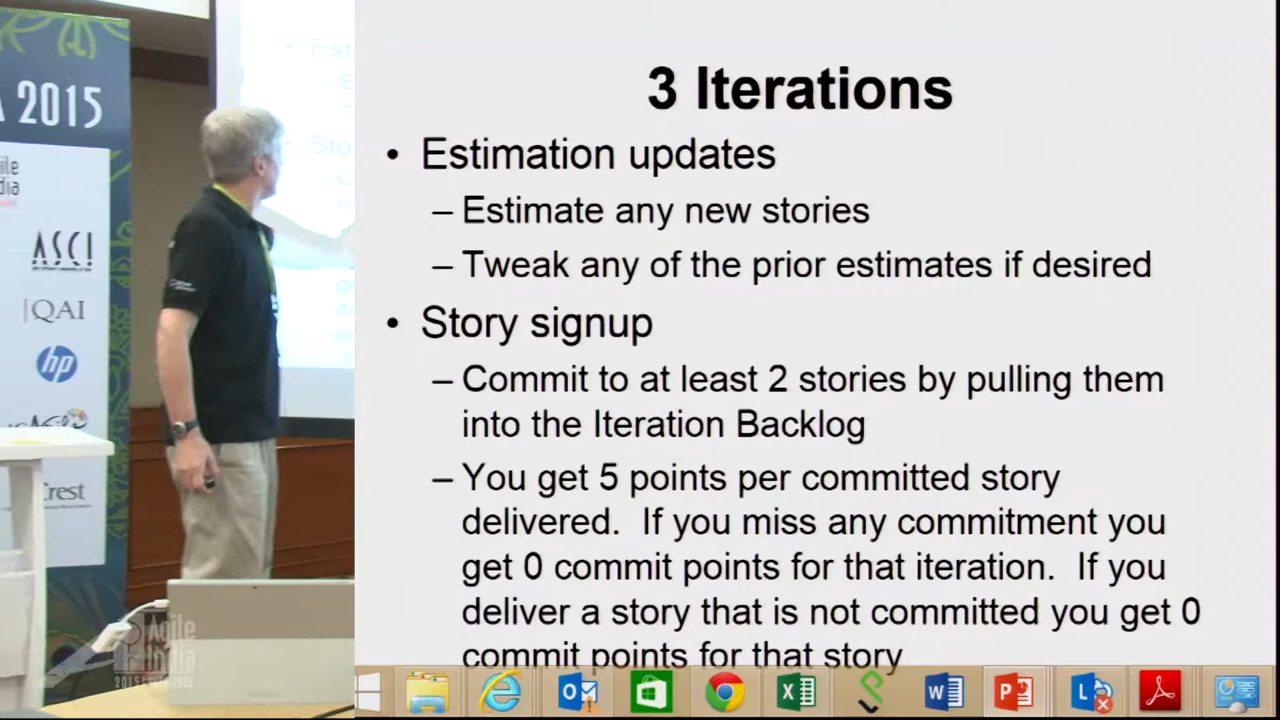 A 2015
ASCI
QAI
hp
Crest
Agile
India
2015
3 Iterations
• Estimation updates
– Estimate any new stories
– Tweak any of the prior estimates if desired
• Story signup
– Commit to at least 2 stories by pulling them
into the Iteration Backlog
– You get 5 points per committed story
delivered.  If you miss any commitment you
get 0 commit points for that iteration.  If you
deliver a story that is not committed you get 0
commit points for that story